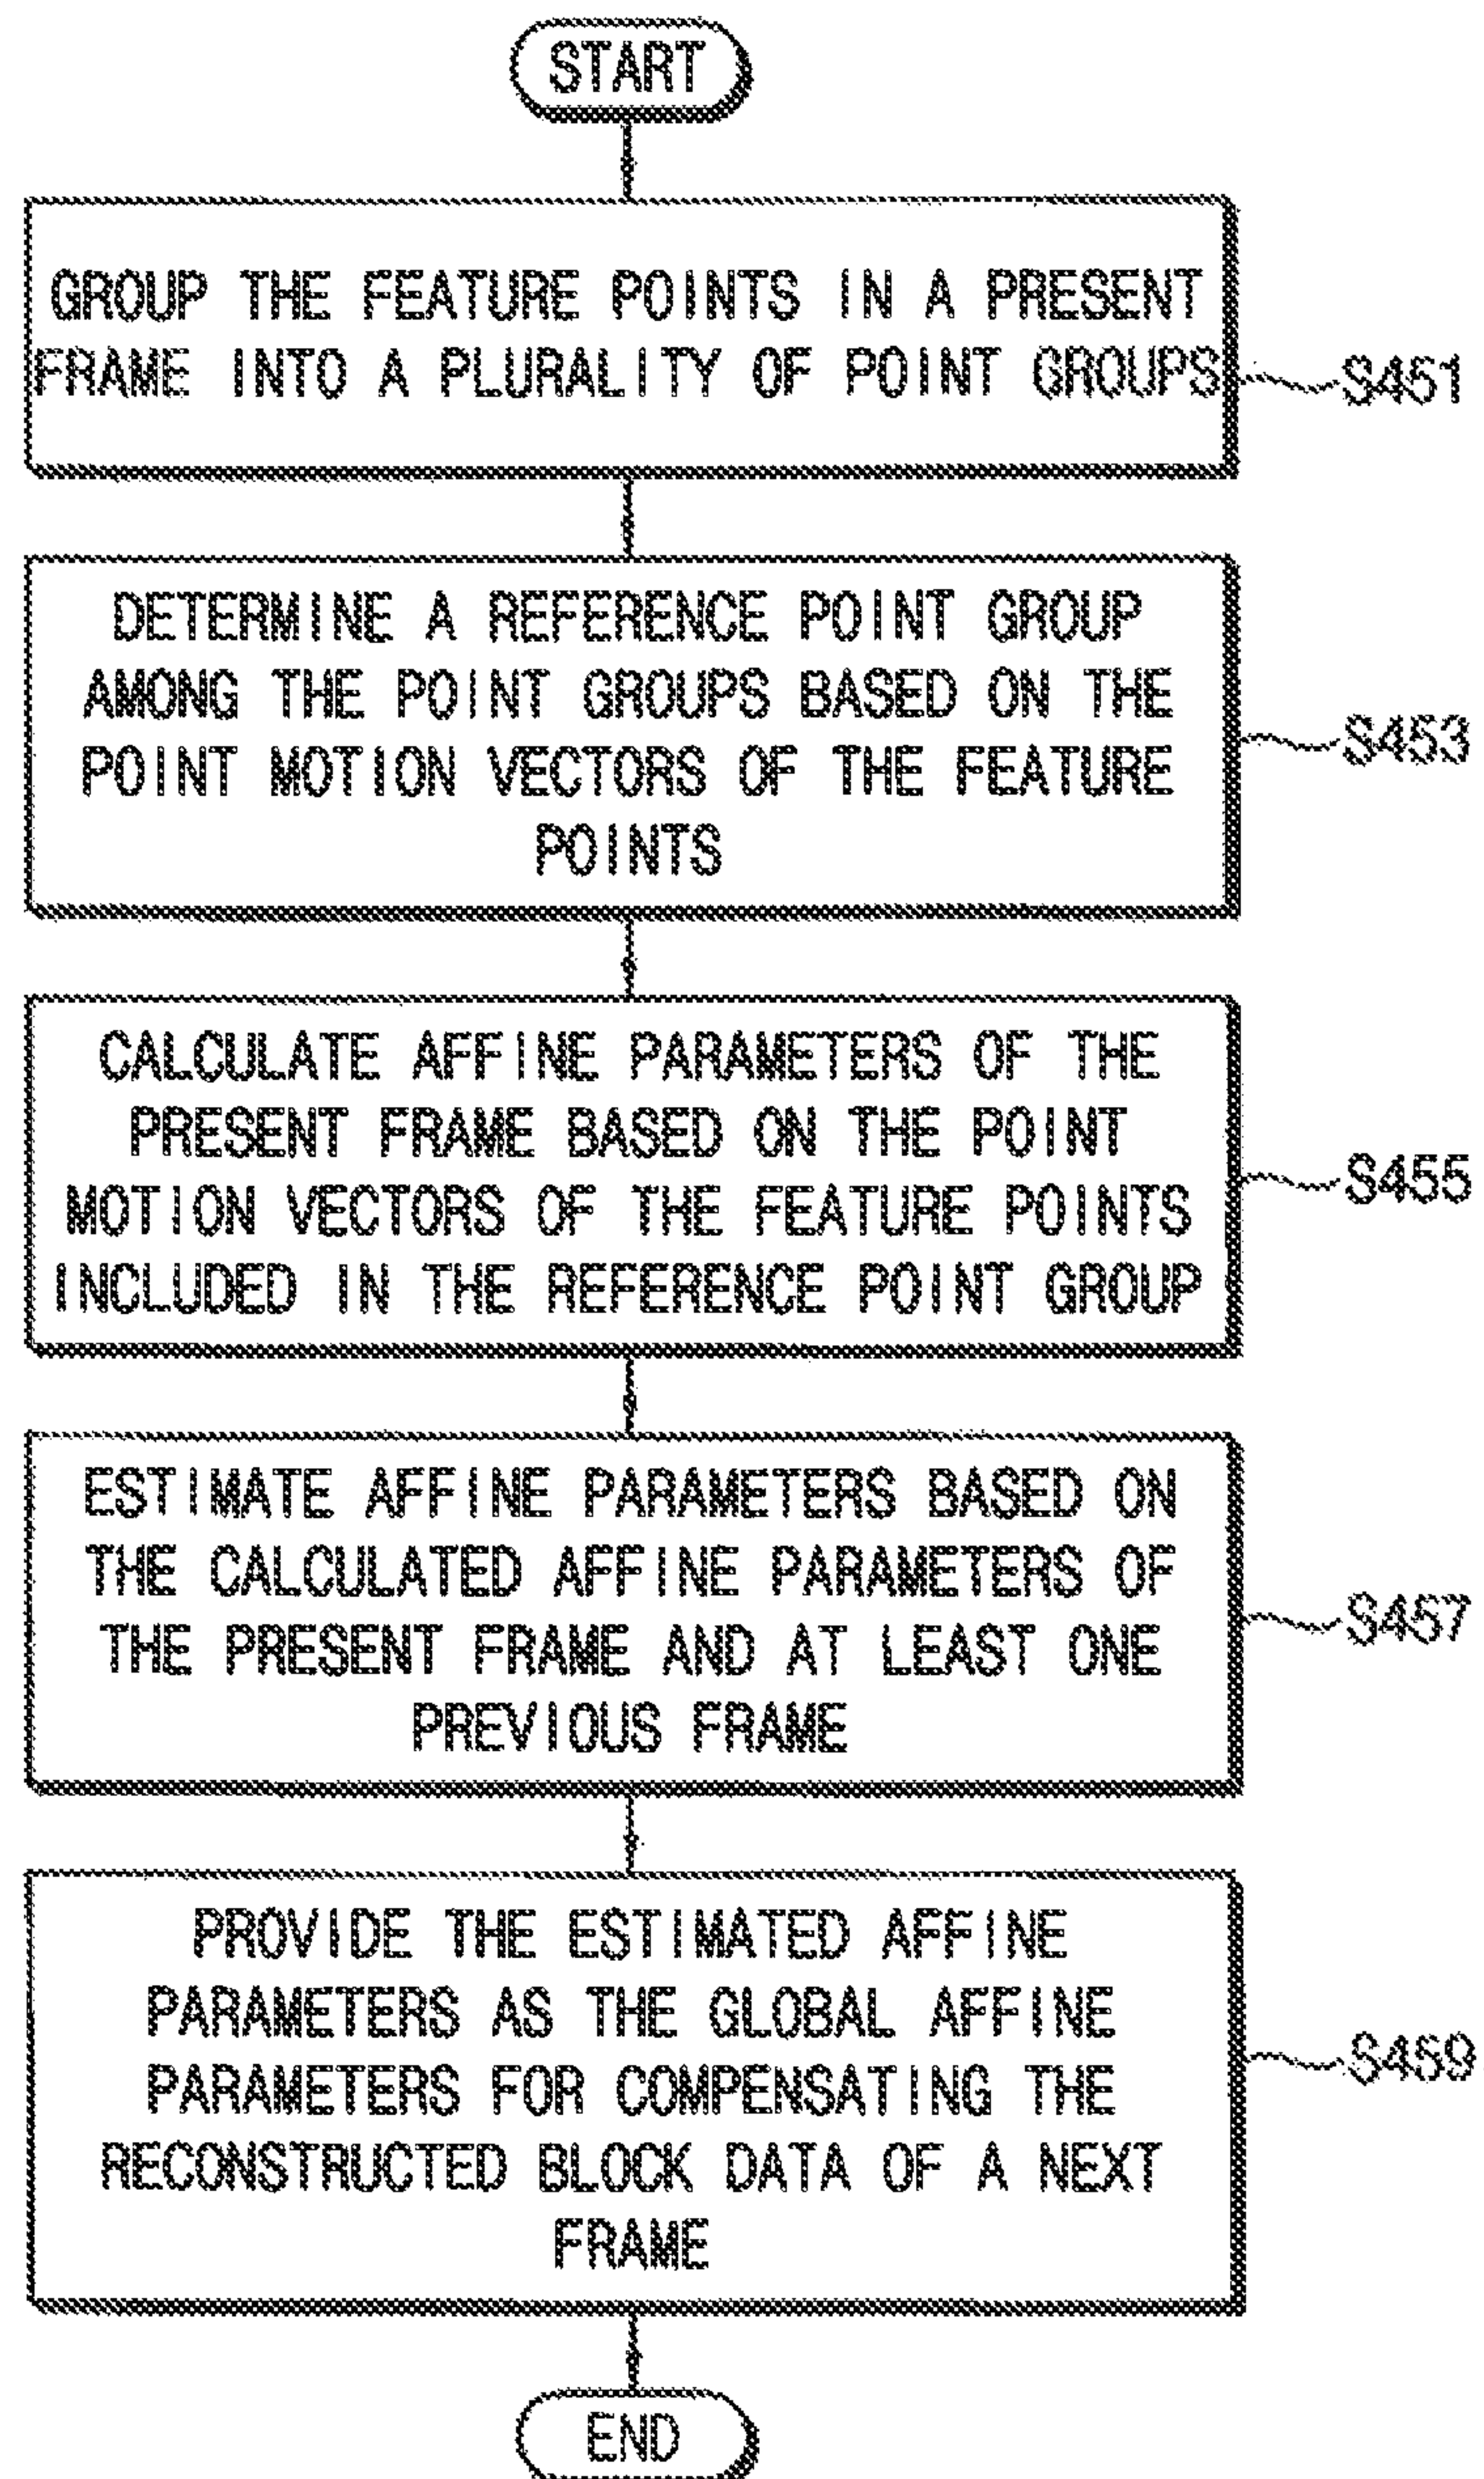 START
GROUP THE FEATURE POINTS IN A PRESENT
FRAME INTO A PLURALITY OF POINT GROUPS
S451
DETERMINE A REFERENCE POINT GROUP
AMONG THE POINT GROUPS BASED ON THE
POINT MOTION VECTORS OF THE FEATURE
POINTS
S453
CALCULATE AFFINE PARAMETERS OF THE
PRESENT FRAME BASED ON THE POINT
MOTION VECTORS OF THE FEATURE POINTS
INCLUDED IN THE REFERENCE POINT GROUP
S455
ESTIMATE AFFINE PARAMETERS BASED ON
THE CALCULATED AFFINE PARAMETERS OF
THE PRESENT FRAME AND AT LEAST ONE
PREVIOUS FRAME
S457
PROVIDE THE ESTIMATED AFFINE
PARAMETERS AS THE GLOBAL AFFINE
PARAMETERS FOR COMPENSATING THE
RECONSTRUCTED BLOCK DATA OF A NEXT
FRAME
S459
END